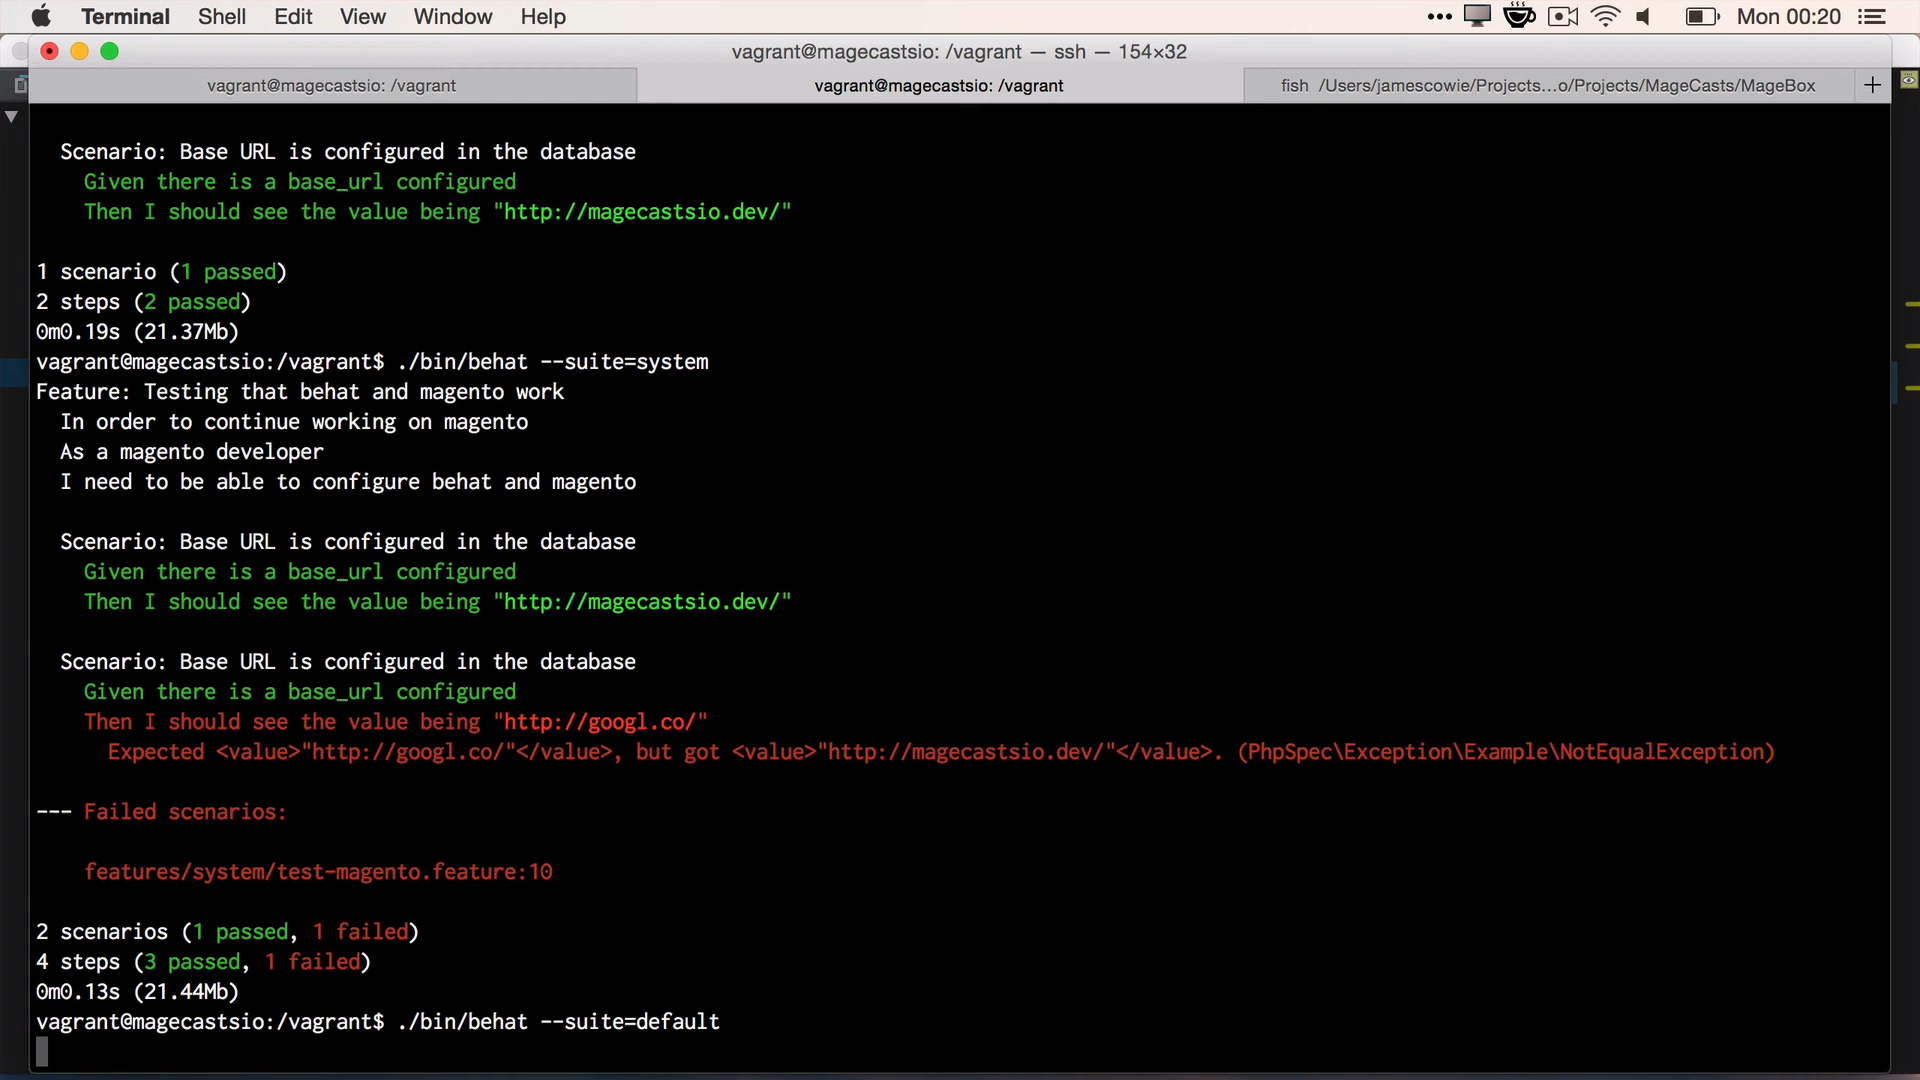 Terminal Shell Edit View Window Help Mon 00:20
vagrant@magecastsio: /vagrant — ssh — 154×32
vagrant@magecastsio: /vagrant vagrant@magecastsio: /vagrant fish /Users/jamescowie/Projects...o/Projects/MageCasts/MageBox +
Scenario: Base URL is configured in the database
Given there is a base_url configured
Then I should see the value being "http://magecastsio.dev/"
1 scenario (1 passed)
2 steps (2 passed)
0m0.19s (21.37Mb)
vagrant@magecastsio:/vagrant$ ./bin/behat --suite=system
Feature: Testing that behat and magento work
In order to continue working on magento
As a magento developer
I need to be able to configure behat and magento
Scenario: Base URL is configured in the database
Given there is a base_url configured
Then I should see the value being "http://magecastsio.dev/"
Scenario: Base URL is configured in the database
Given there is a base_url configured
Then I should see the value being "http://googl.co/"
Expected <value>"http://googl.co/"</value>, but got <value>"http://magecastsio.dev/"</value>. (PhpSpec\Exception\Example\NotEqualException)
--- Failed scenarios:
features/system/test-magento.feature:10
2 scenarios (1 passed, 1 failed)
4 steps (3 passed, 1 failed)
0m0.13s (21.44Mb)
vagrant@magecastsio:/vagrant$ ./bin/behat --suite=default